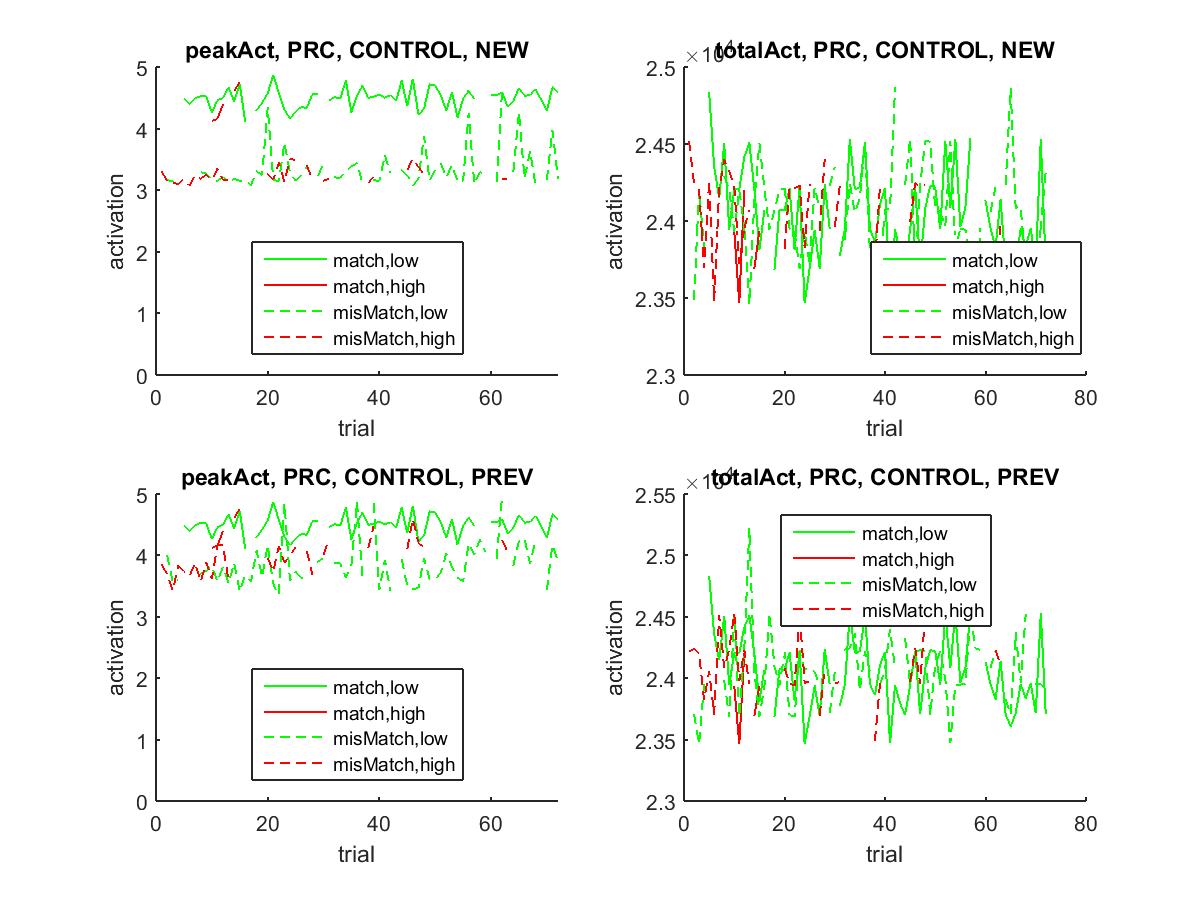 peakAct, PRC, CONTROL, NEW
5
4
3
2
1
0
activation
match,low
match,high
misMatch,low
misMatch,high
0 20 40 60
trial
×10⁴
totalAct, PRC, CONTROL, NEW
2.5
2.45
2.4
2.35
2.3
activation
match,low
match,high
misMatch,low
misMatch,high
0 20 40 60 80
trial
peakAct, PRC, CONTROL, PREV
5
4
3
2
1
0
activation
match,low
match,high
misMatch,low
misMatch,high
0 20 40 60
trial
×10⁴
totalAct, PRC, CONTROL, PREV
2.55
2.5
2.45
2.4
2.35
2.3
activation
match,low
match,high
misMatch,low
misMatch,high
0 20 40 60 80
trial